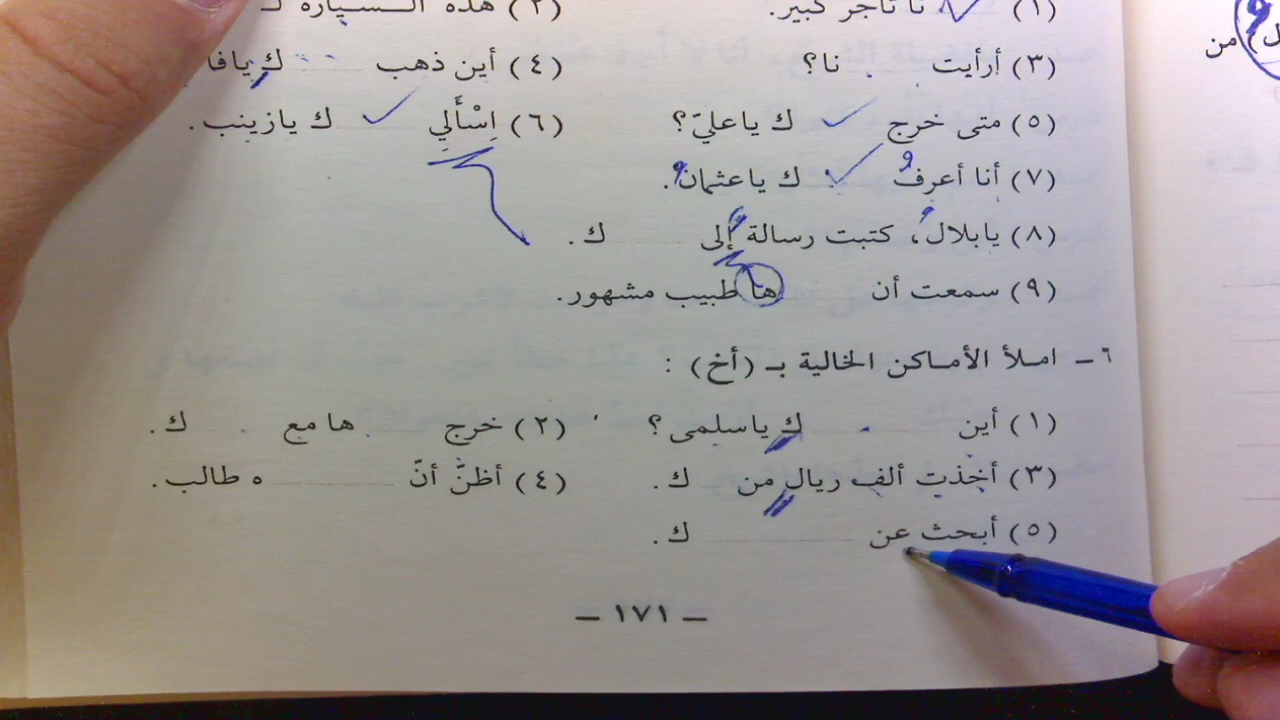 (١) نا تاجر كبير. (٢) هذه السيارة لـ
(٣) أرأيت نا؟ (٤) أين ذهب ك يا
(٥) متى خرج ك ياعليّ؟ (٦) اِسْأَلِي ك يازينب.
(٧) أنا أعرف ك ياعثمان.
(٨) يابلال، كتبت رسالة إلى ك.
(٩) سمعت أن ها طبيب مشهور.
٦ - املأ الأماكن الخالية بـ (أخ) :
(١) أين ك ياسلمى؟ (٢) خرج ها مع ك.
(٣) أخذت ألف ريال من ك. (٤) أظنّ أنّ ه طالب.
(٥) أبحث عن ك.
- ١٧١ -
من